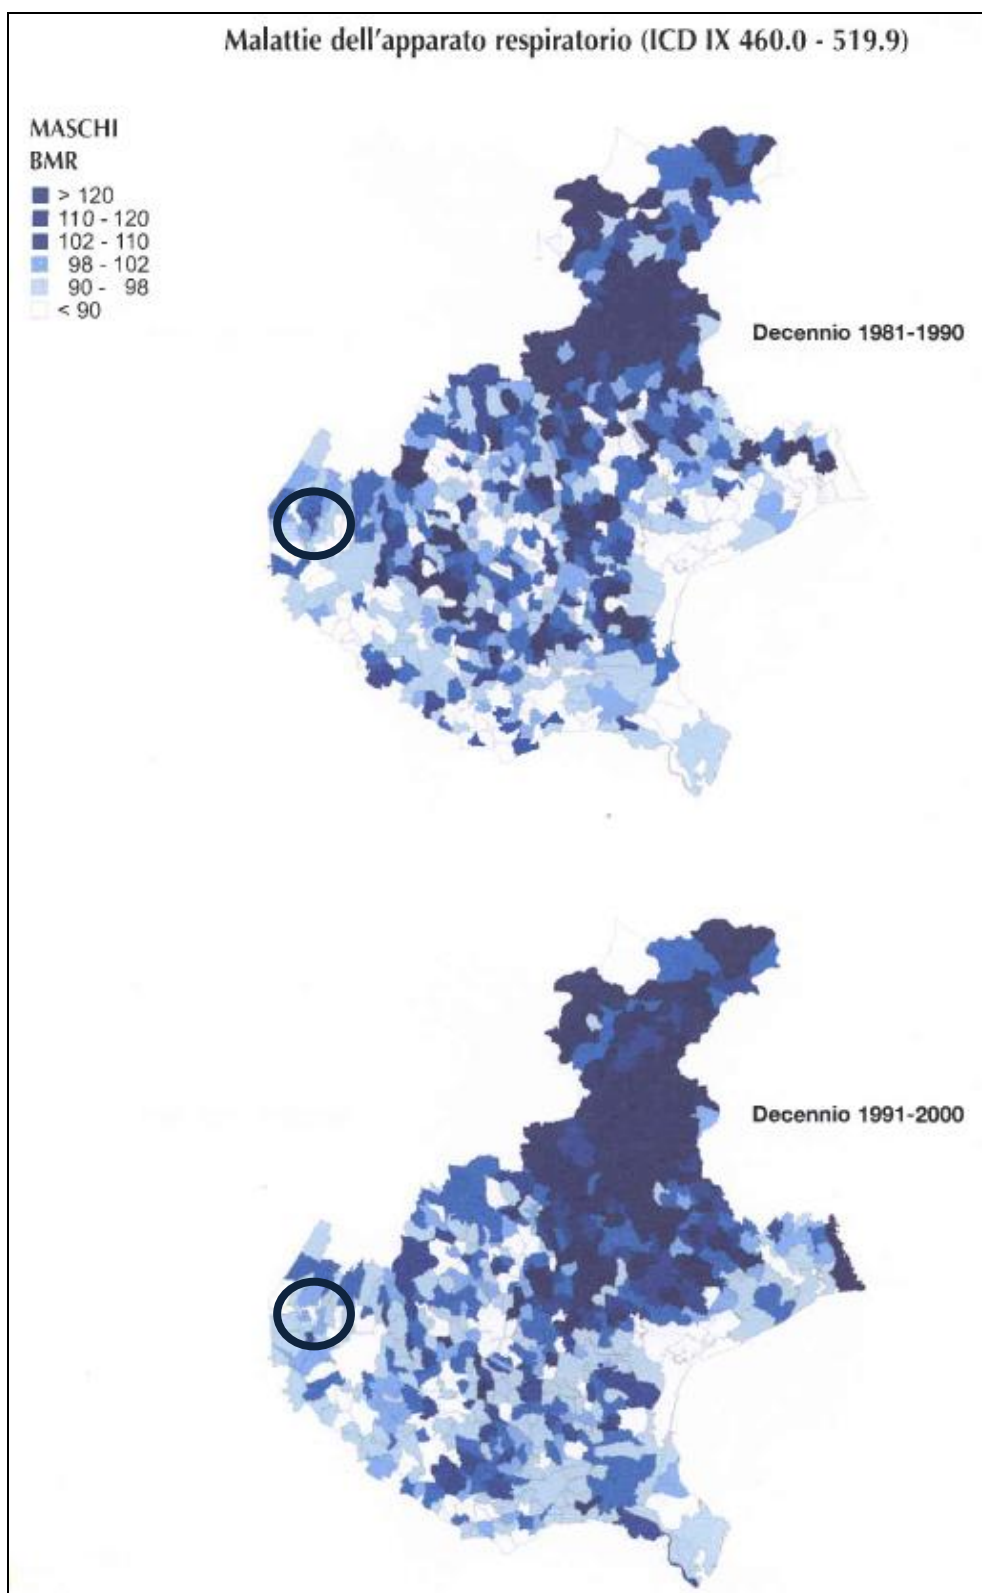 Malattie dell'apparato respiratorio (ICD IX 460.0 - 519.9)
MASCHI
BMR
> 120
110 - 120
102 - 110
98 - 102
90 - 98
< 90
Decennio 1981-1990
Decennio 1991-2000